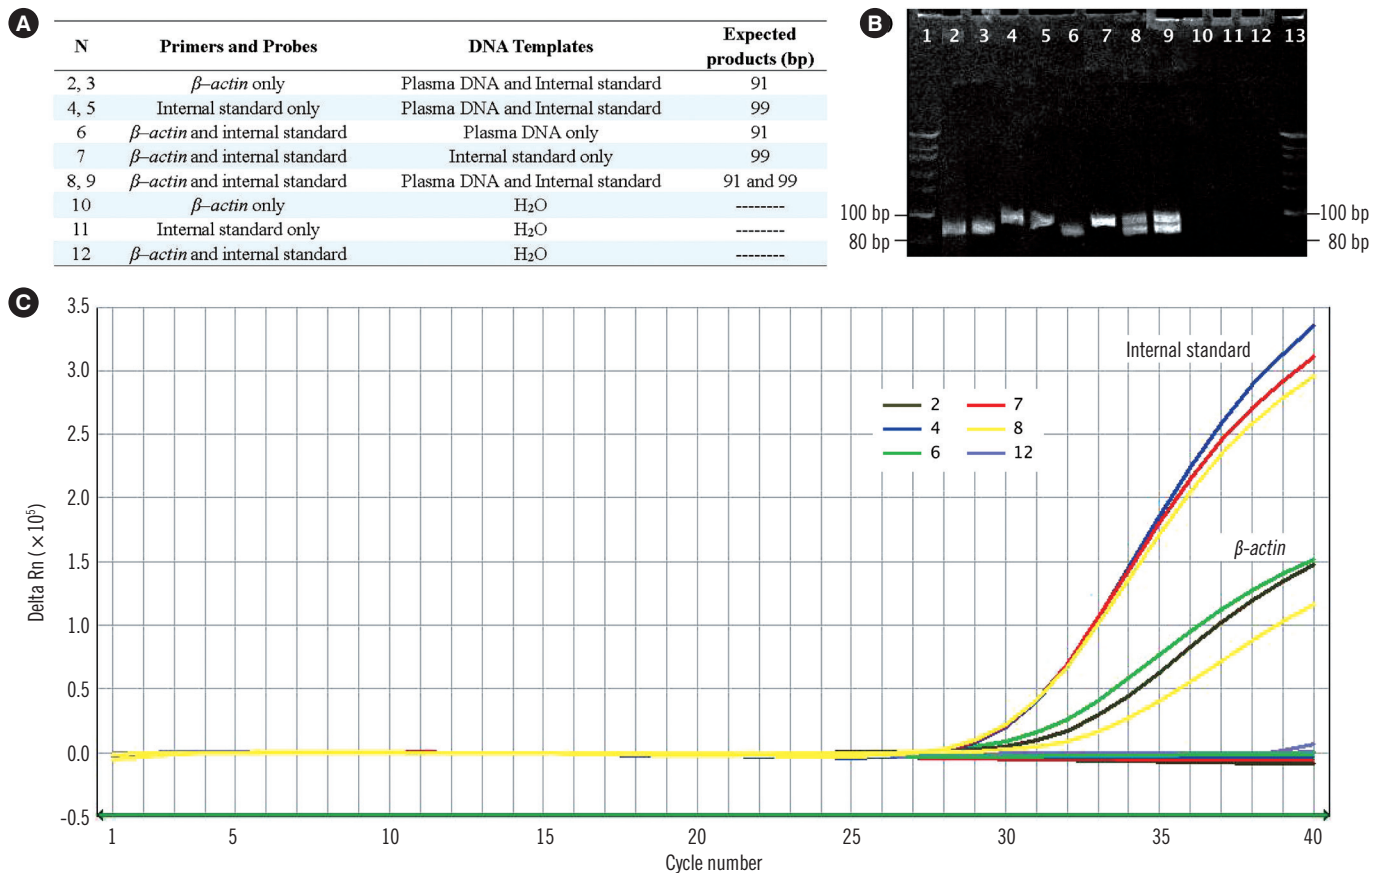 A
N Primers and Probes DNA Templates Expected products (bp)
2, 3 β–actin only Plasma DNA and Internal standard 91
4, 5 Internal standard only Plasma DNA and Internal standard 99
6 β–actin and internal standard Plasma DNA only 91
7 β–actin and internal standard Internal standard only 99
8, 9 β–actin and internal standard Plasma DNA and Internal standard 91 and 99
10 β–actin only H₂O --------
11 Internal standard only H₂O --------
12 β–actin and internal standard H₂O --------
B
1 2 3 4 5 6 7 8 9 10 11 12 13
100 bp 100 bp
80 bp 80 bp
C
3.5
3.0
2.5
2.0
1.5
1.0
0.5
0.0
-0.5
Delta Rn (×10⁵)
Internal standard
2 7
4 8
6 12
β-actin
1 5 10 15 20 25 30 35 40
Cycle number